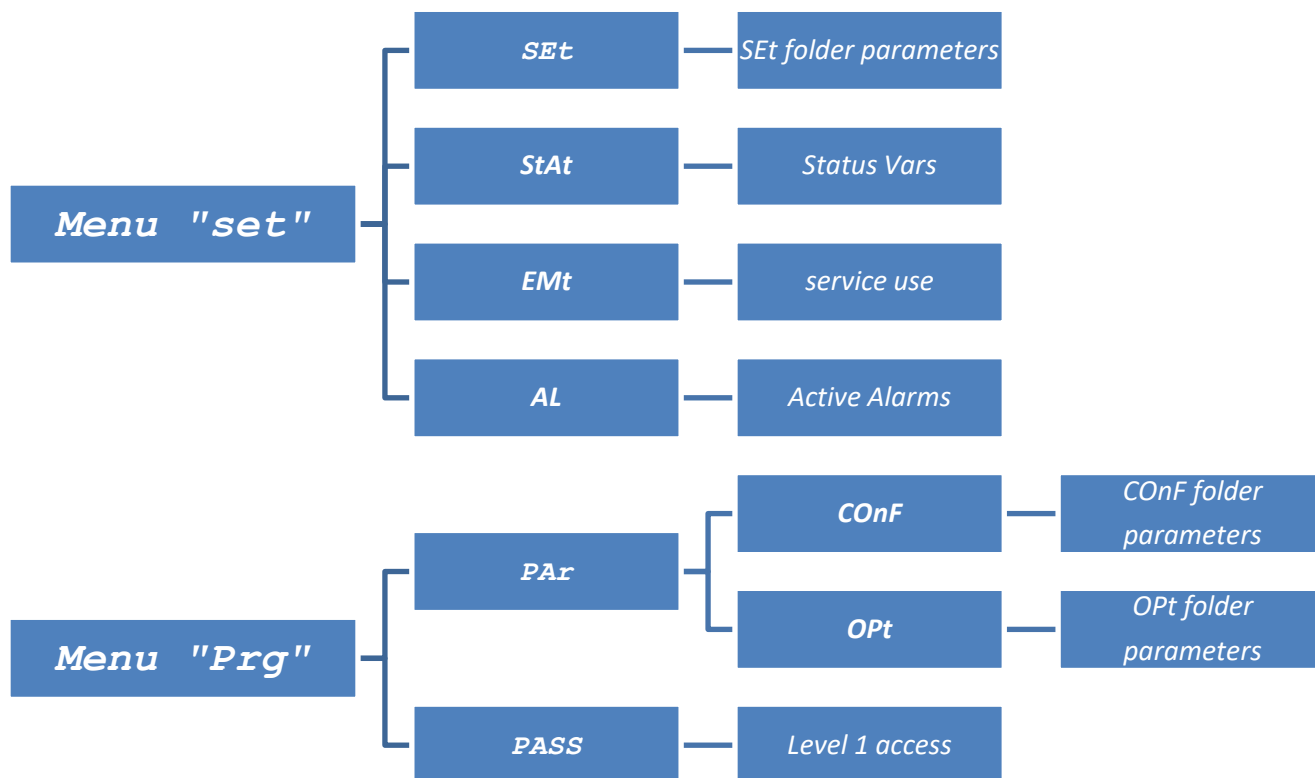 SEt
SEt folder parameters
StAt
Status Vars
Menu "set"
EMt
service use
AL
Active Alarms
COnF
COnF folder
parameters
PAr
OPt
OPt folder
parameters
Menu "Prg"
PASS
Level 1 access